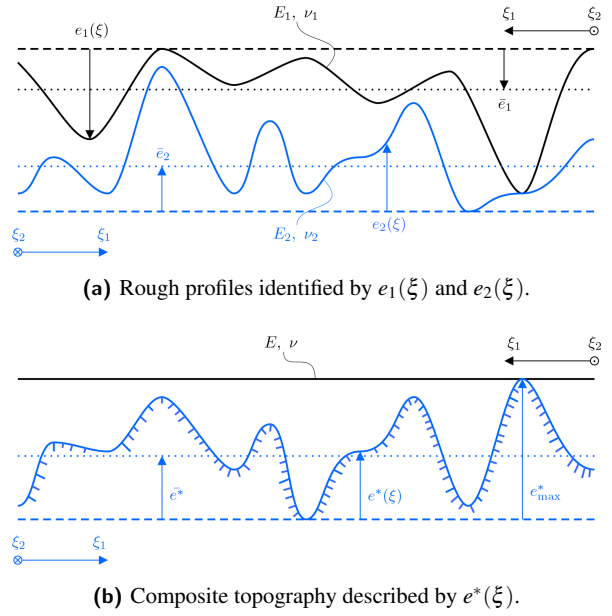 e₁(ξ) E₁, ν₁ ξ₁ ξ₂
ē₁
ē₂
E₂, ν₂ e₂(ξ)
ξ₂ ξ₁
(a) Rough profiles identified by e₁(ξ) and e₂(ξ).
E, ν ξ₁ ξ₂
ē* e*(ξ) e*max
ξ₂ ξ₁
(b) Composite topography described by e*(ξ).